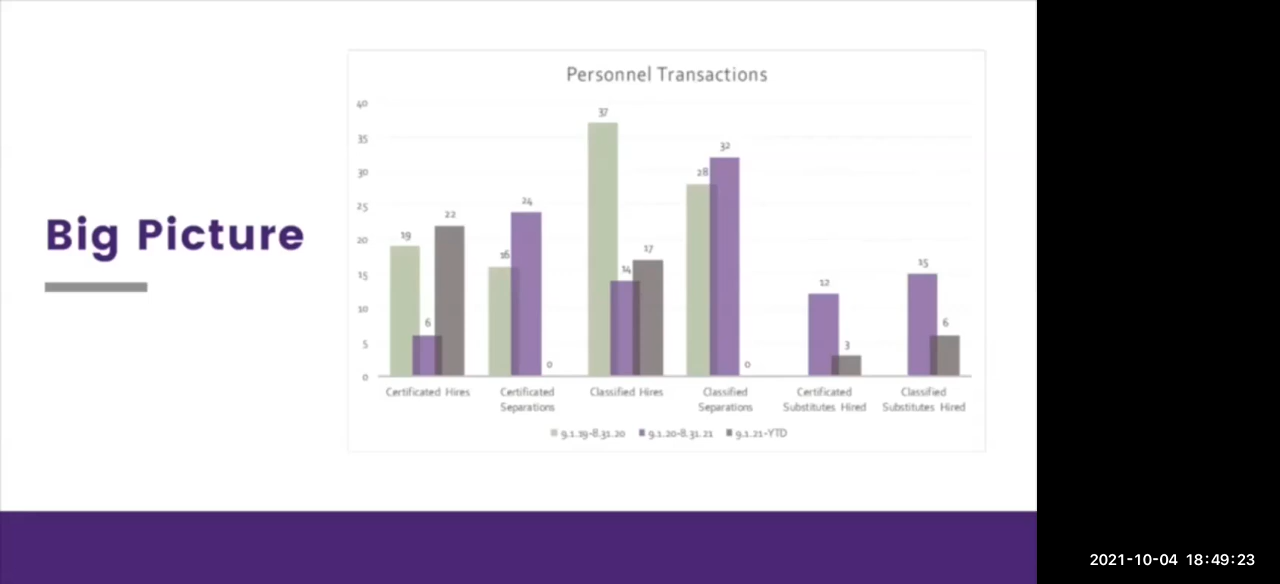 Big Picture
Personnel Transactions
40
35
30
25
20
15
10
5
0
19
6
22
16
24
0
37
14
17
28
32
0
12
3
15
6
Certificated Hires
Certificated Separations
Classified Hires
Classified Separations
Certificated Substitutes Hired
Classified Substitutes Hired
9.1.19-8.31.20 9.1.20-8.31.21 9.1.21-YTD
2021-10-04 18:49:23